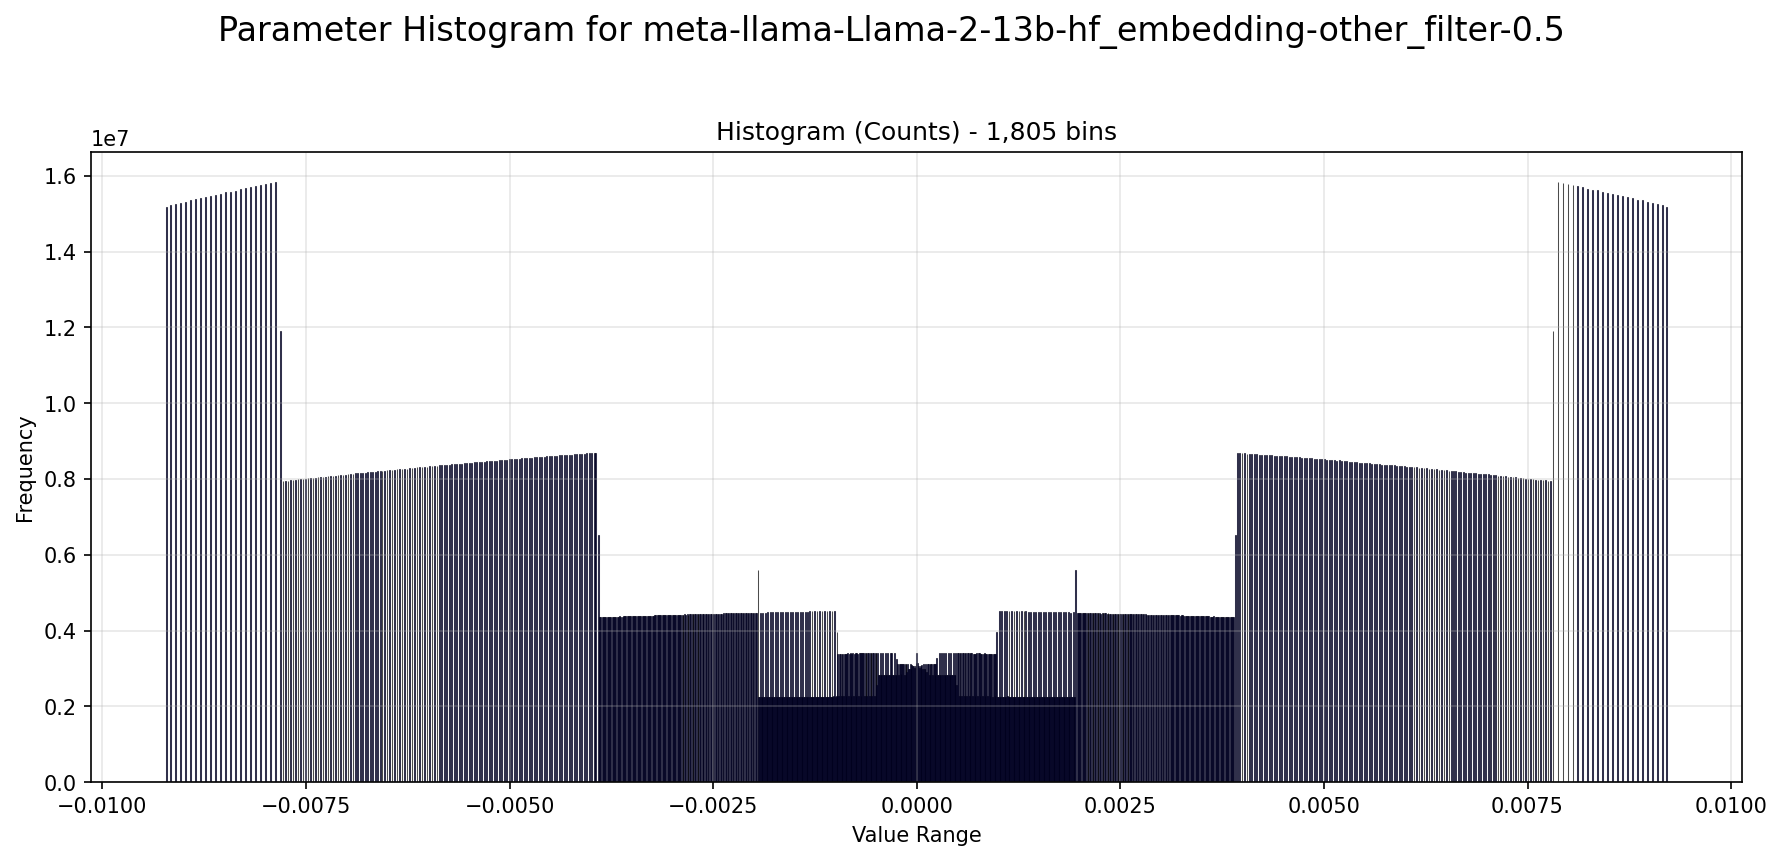 Parameter Histogram for meta-llama-Llama-2-13b-hf_embedding-other_filter-0.5
Histogram (Counts) - 1,805 bins
1e7
1.6
1.4
1.2
1.0
0.8
0.6
0.4
0.2
0.0
Frequency
−0.0100 −0.0075 −0.0050 −0.0025 0.0000 0.0025 0.0050 0.0075 0.0100
Value Range